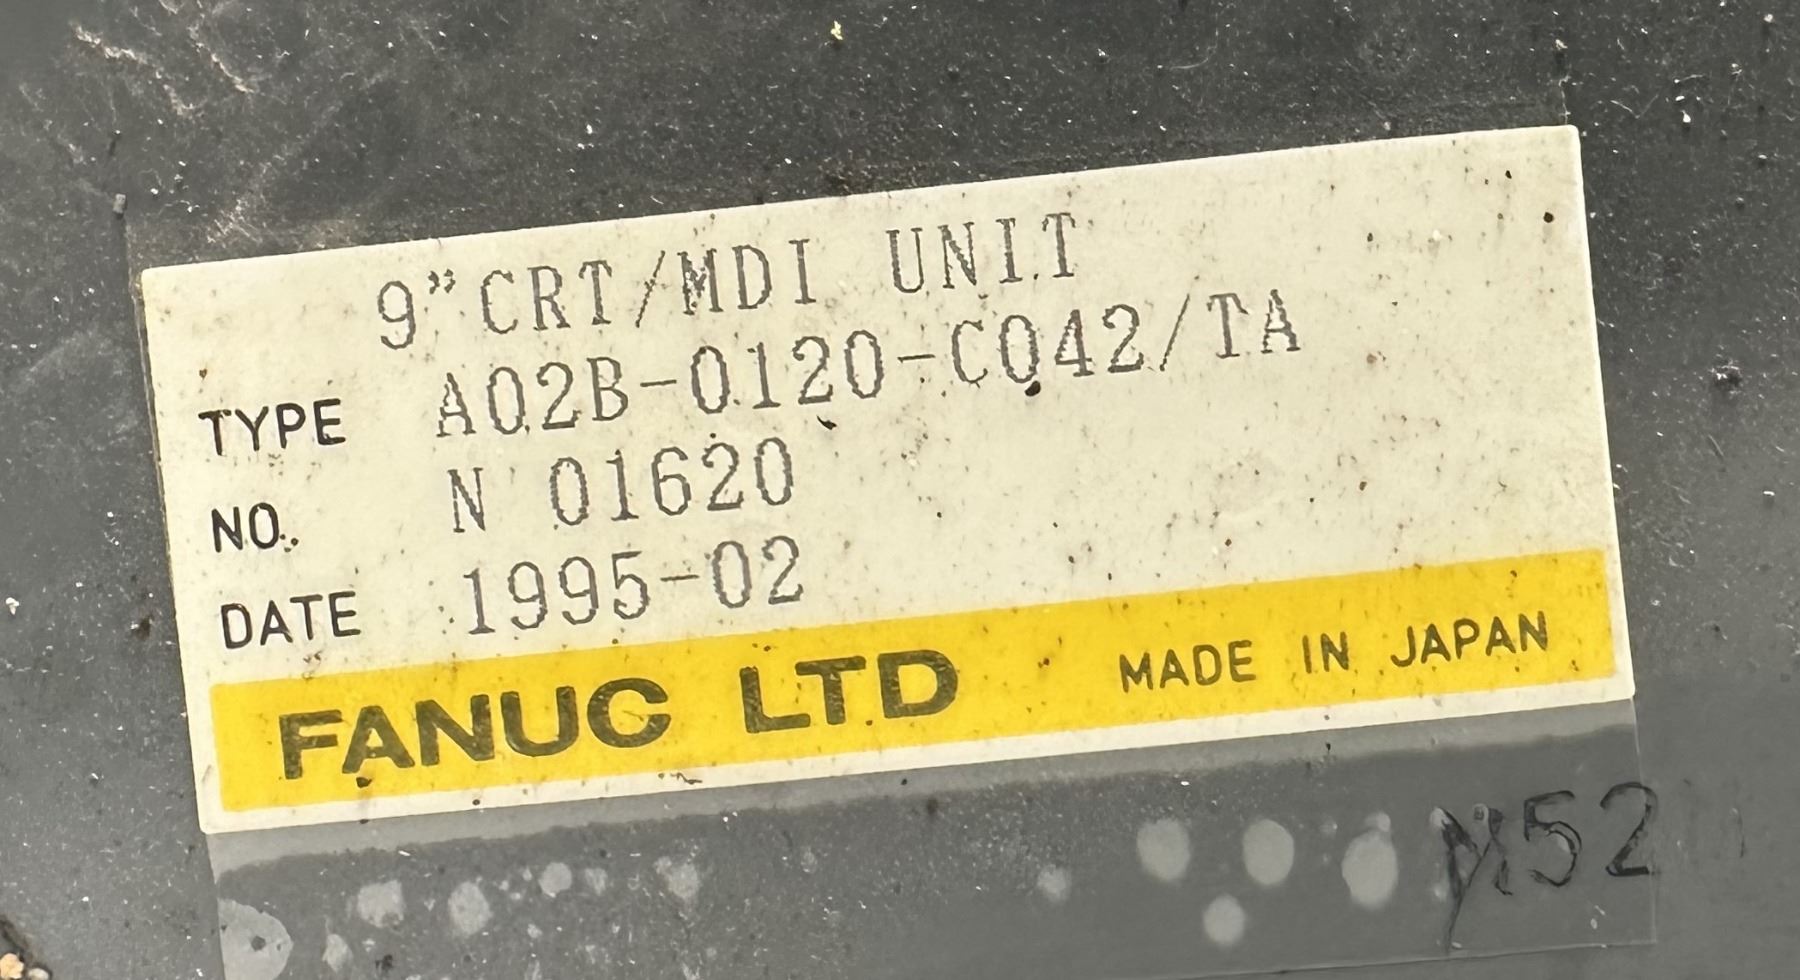 9"CRT/MDI UNIT
TYPE A02B-0120-C042/TA
NO. N 01620
DATE 1995-02
FANUC LTD MADE IN JAPAN
M52